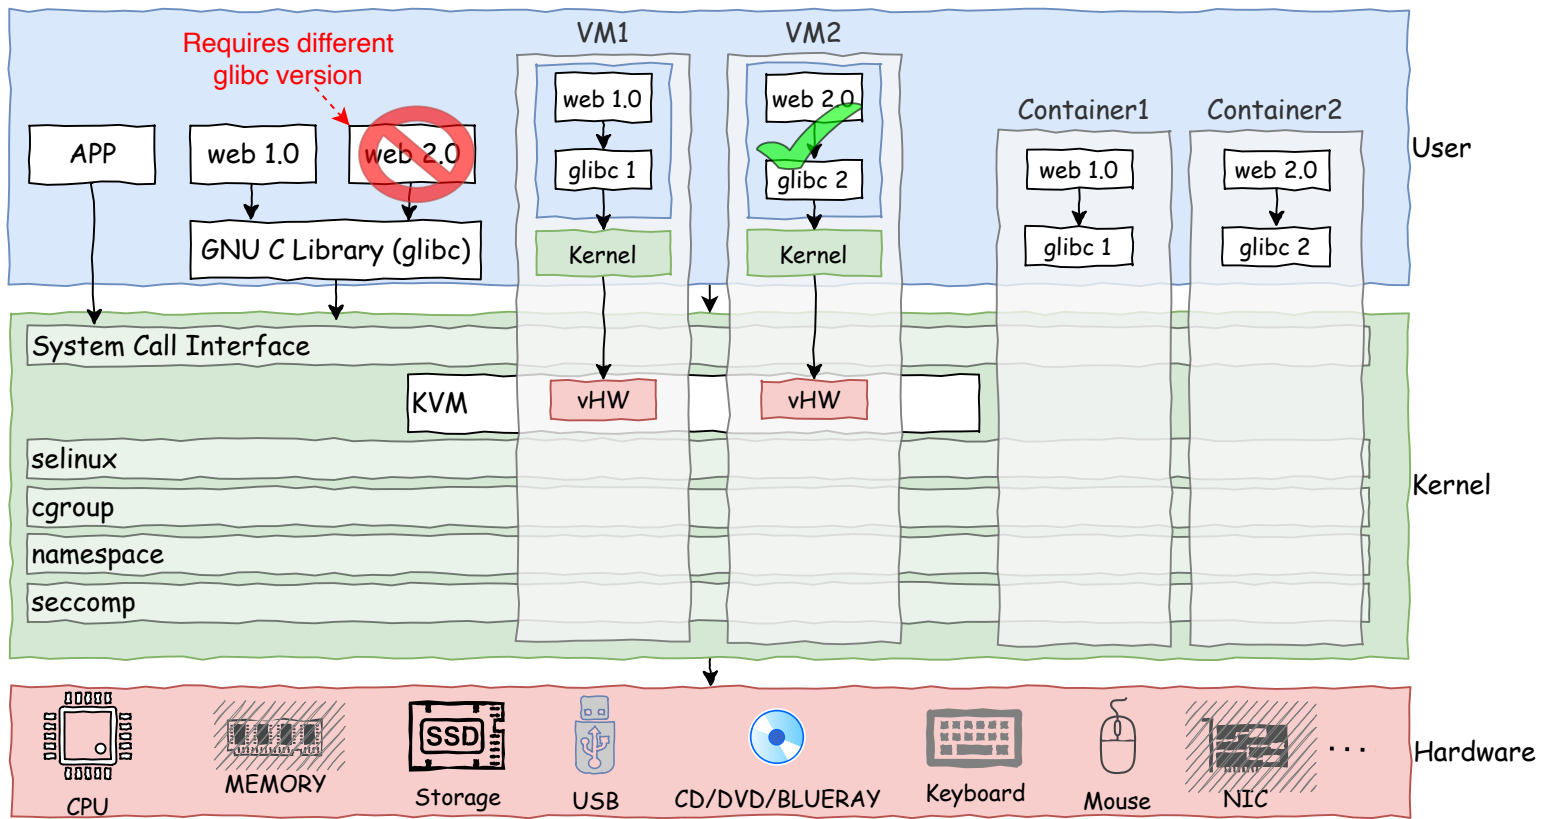 Requires different
glibc version
VM1
VM2
Container1
Container2
APP
web 1.0
web 2.0
GNU C Library (glibc)
web 1.0
glibc 1
Kernel
web 2.0
glibc 2
Kernel
web 1.0
glibc 1
web 2.0
glibc 2
User
System Call Interface
KVM
vHW
vHW
selinux
cgroup
namespace
seccomp
Kernel
SSD
CPU
MEMORY
Storage
USB
CD/DVD/BLUERAY
Keyboard
Mouse
NIC
...
Hardware